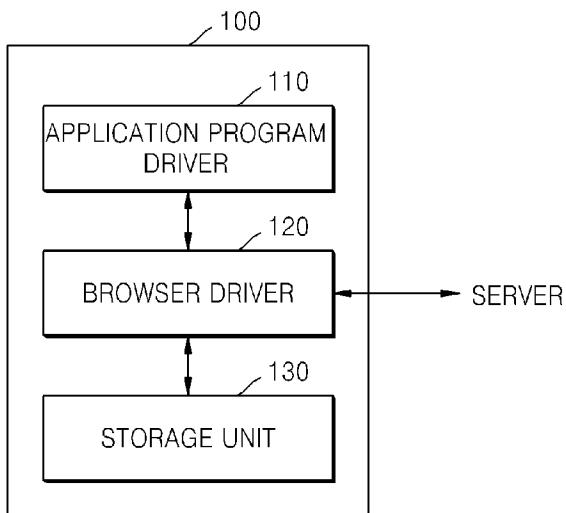 100
110
APPLICATION PROGRAM
DRIVER
120
BROWSER DRIVER
SERVER
130
STORAGE UNIT